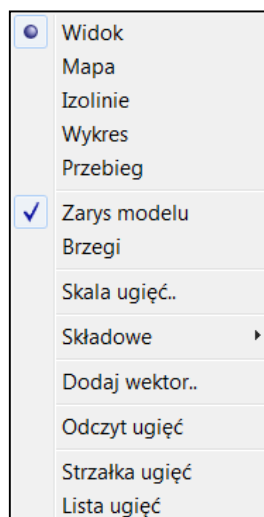 Widok
Mapa
Izolinie
Wykres
Przebieg
Zarys modelu
Brzegi
Skala ugięć..
Składowe
Dodaj wektor..
Odczyt ugięć
Strzałka ugięć
Lista ugięć